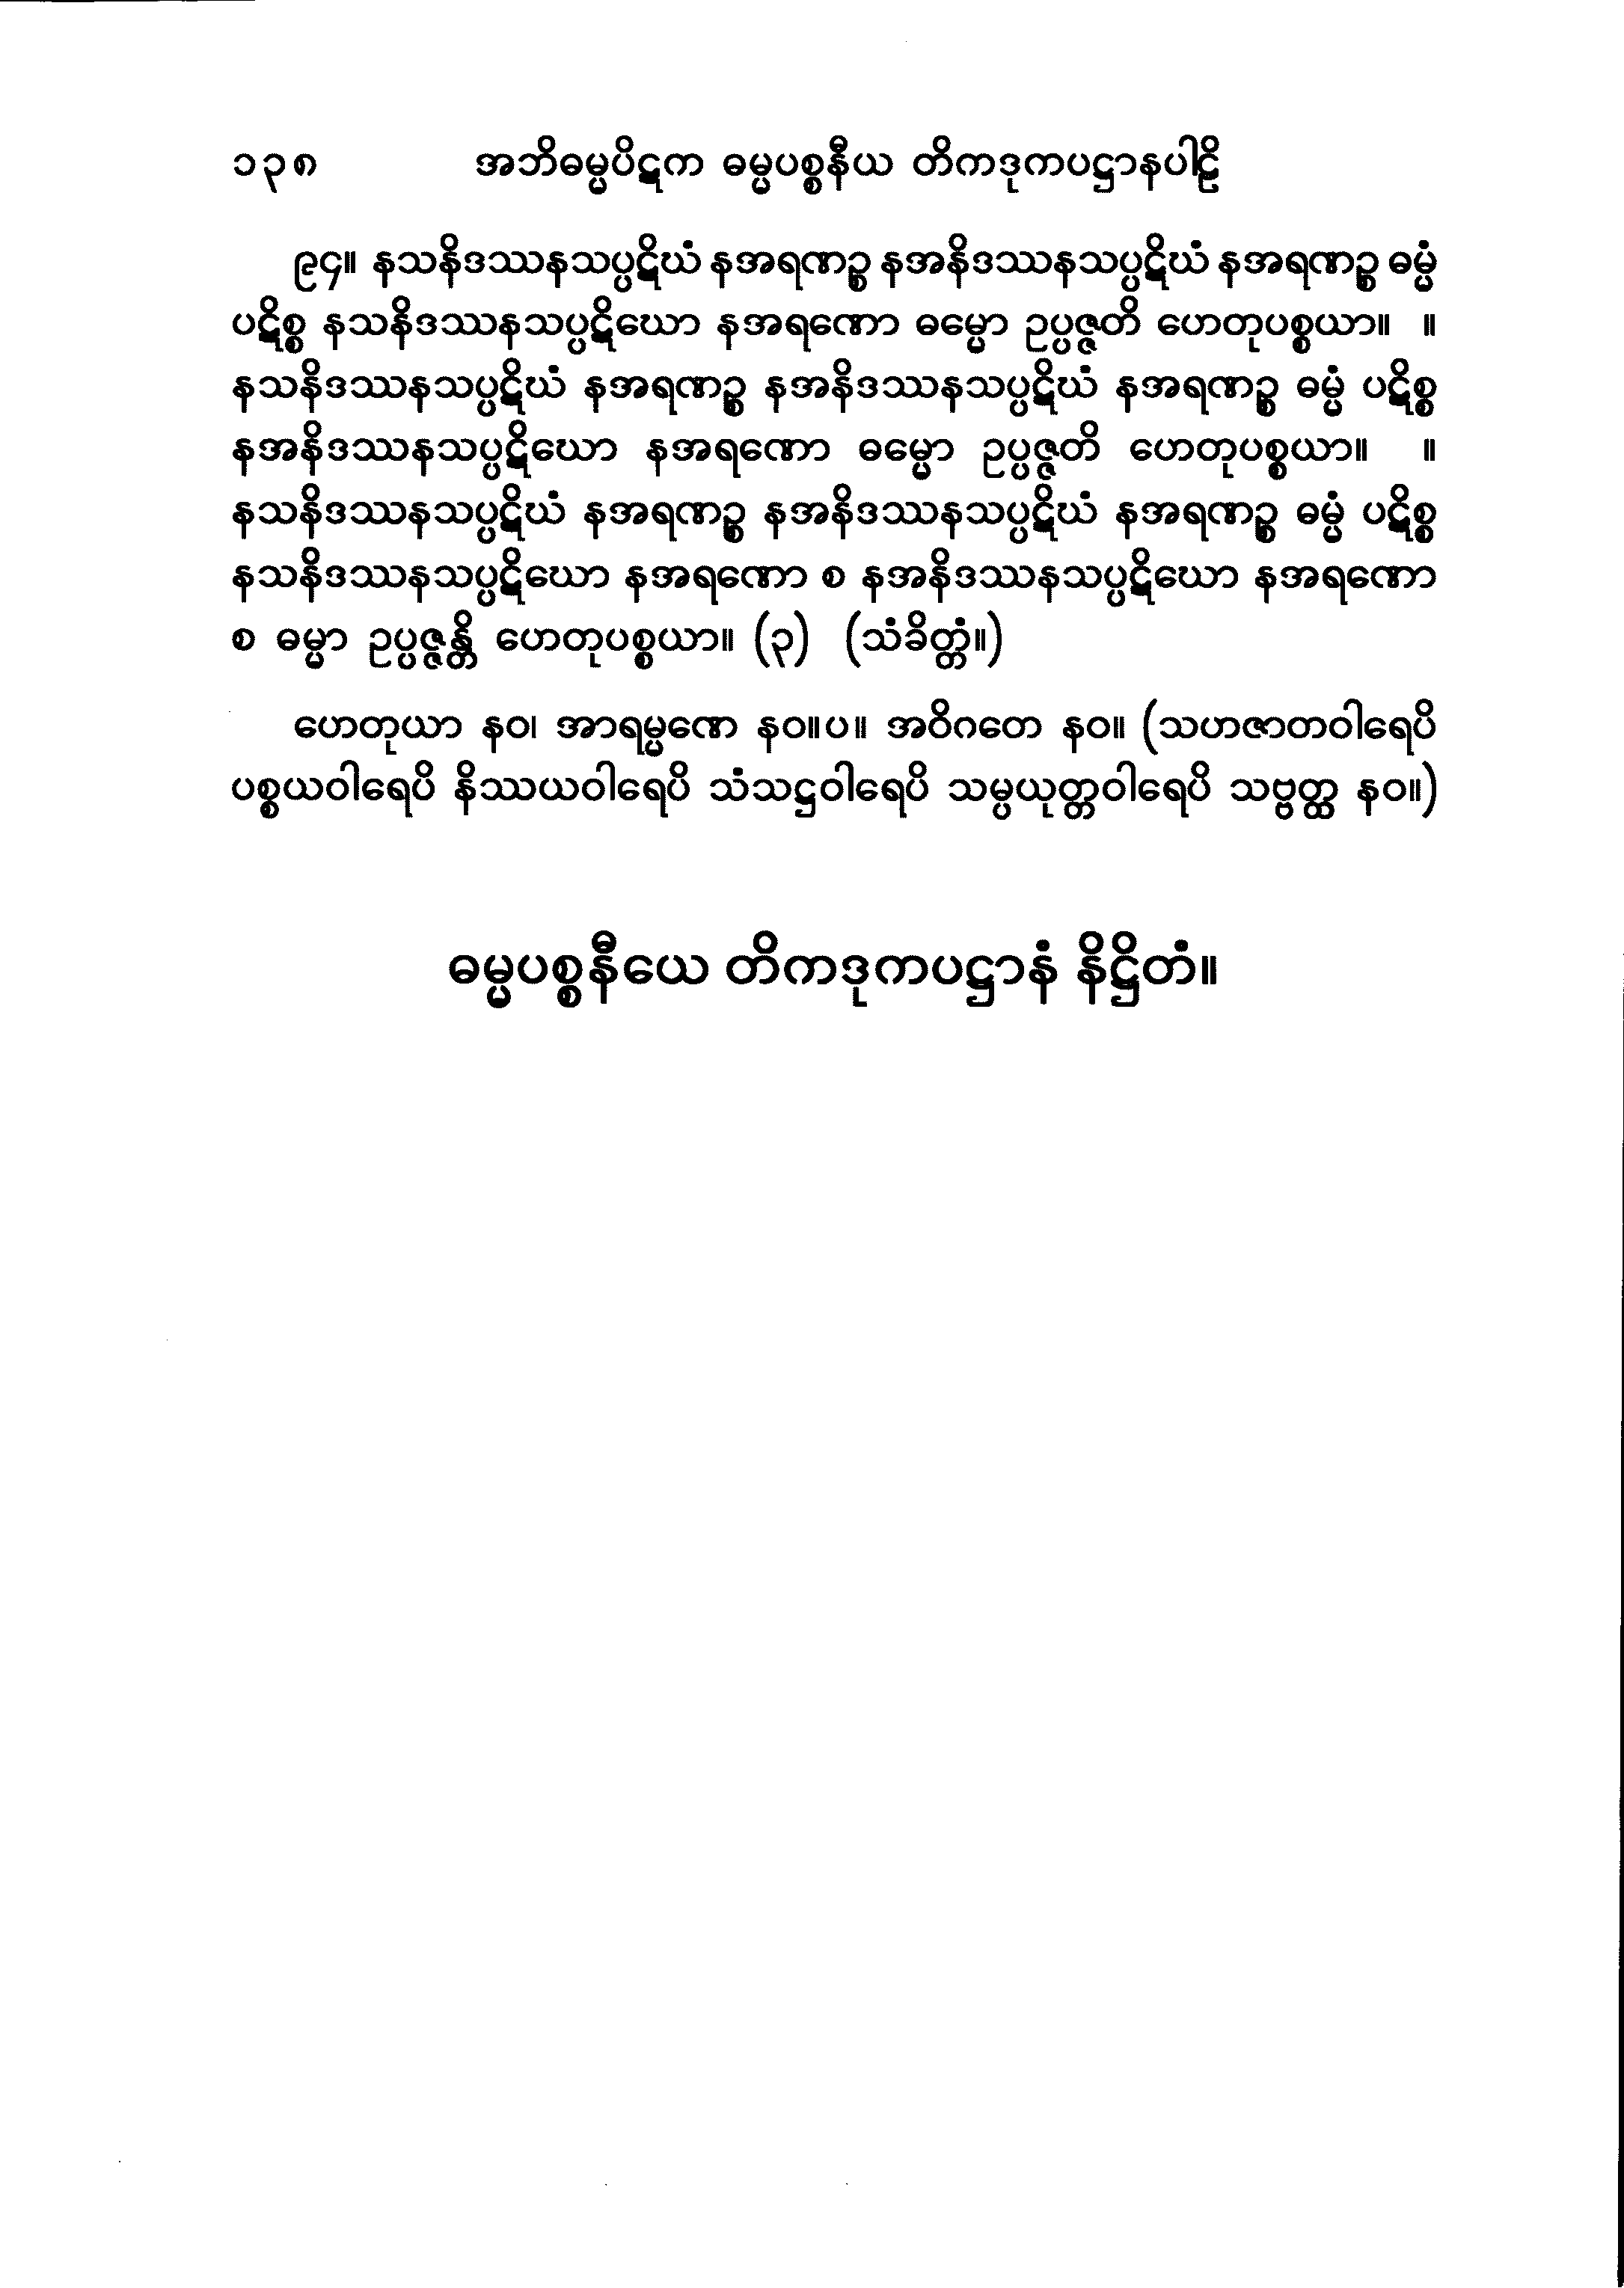 ၁၃၈ အဘိဓမ္မပိဋက ဓမ္မပစ္စနီယ တိကဒုကပဋ္ဌာနပါဠိ
၉၄။ နသနိဒဿနသပ္ပဋိဃံ နအရဏဉ္စ နအနိဒဿနသပ္ပဋိဃံ နအရဏဉ္စ ဓမ္မံ
ပဋိစ္စ နသနိဒဿနသပ္ပဋိဃော နအရဏော ဓမ္မော ဥပ္ပဇ္ဇတိ ဟေတုပစ္စယာ။ ။
နသနိဒဿနသပ္ပဋိဃံ နအရဏဉ္စ နအနိဒဿနသပ္ပဋိဃံ နအရဏဉ္စ ဓမ္မံ ပဋိစ္စ
နအနိဒဿနသပ္ပဋိဃော နအရဏော ဓမ္မော ဥပ္ပဇ္ဇတိ ဟေတုပစ္စယာ။ ။
နသနိဒဿနသပ္ပဋိဃံ နအရဏဉ္စ နအနိဒဿနသပ္ပဋိဃံ နအရဏဉ္စ ဓမ္မံ ပဋိစ္စ
နသနိဒဿနသပ္ပဋိဃော နအရဏော စ နအနိဒဿနသပ္ပဋိဃော နအရဏော
စ ဓမ္မာ ဥပ္ပဇ္ဇန္တိ ဟေတုပစ္စယာ။ (၃) (သံခိတ္တံ။)
ဟေတုယာ နဝ၊ အာရမ္မဏေ နဝ။ပ။ အဝိဂတေ နဝ။ (သဟဇာတဝါရေပိ
ပစ္စယဝါရေပိ နိဿယဝါရေပိ သံသဋ္ဌဝါရေပိ သမ္ပယုတ္တဝါရေပိ သဗ္ဗတ္ထ နဝ။)
ဓမ္မပစ္စနီယေ တိကဒုကပဋ္ဌာနံ နိဋ္ဌိတံ။